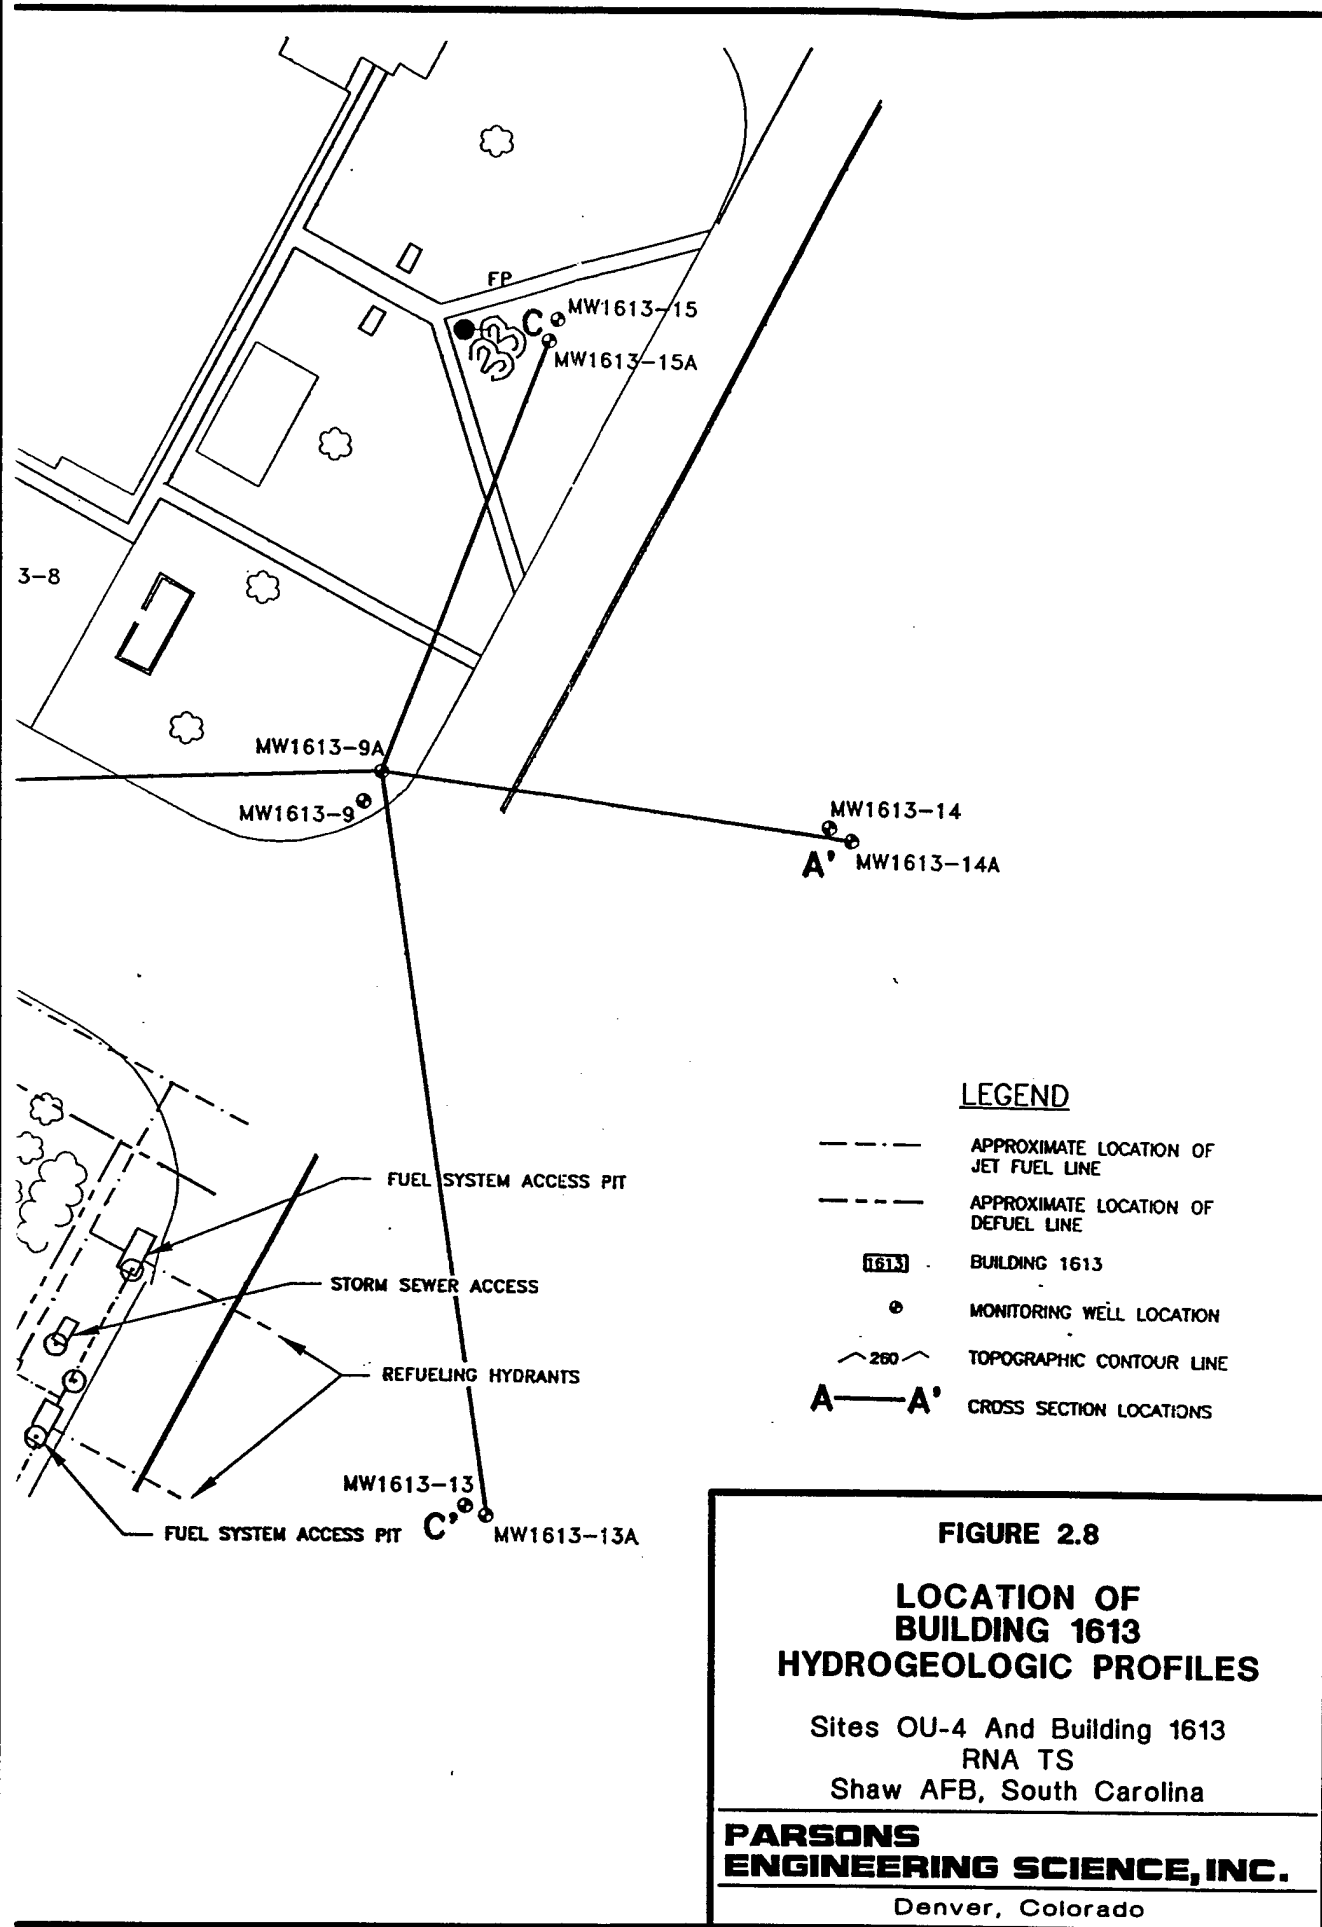 FP
MW1613-15
C
MW1613-15A
3-8
MW1613-9A
MW1613-9
MW1613-14
A' MW1613-14A
LEGEND
APPROXIMATE LOCATION OF
JET FUEL LINE
APPROXIMATE LOCATION OF
DEFUEL LINE
1613 BUILDING 1613
MONITORING WELL LOCATION
260 TOPOGRAPHIC CONTOUR LINE
A A' CROSS SECTION LOCATIONS
FUEL SYSTEM ACCESS PIT
STORM SEWER ACCESS
REFUELING HYDRANTS
MW1613-13
FUEL SYSTEM ACCESS PIT C' MW1613-13A
FIGURE 2.8
LOCATION OF
BUILDING 1613
HYDROGEOLOGIC PROFILES
Sites OU-4 And Building 1613
RNA TS
Shaw AFB, South Carolina
PARSONS
ENGINEERING SCIENCE, INC.
Denver, Colorado